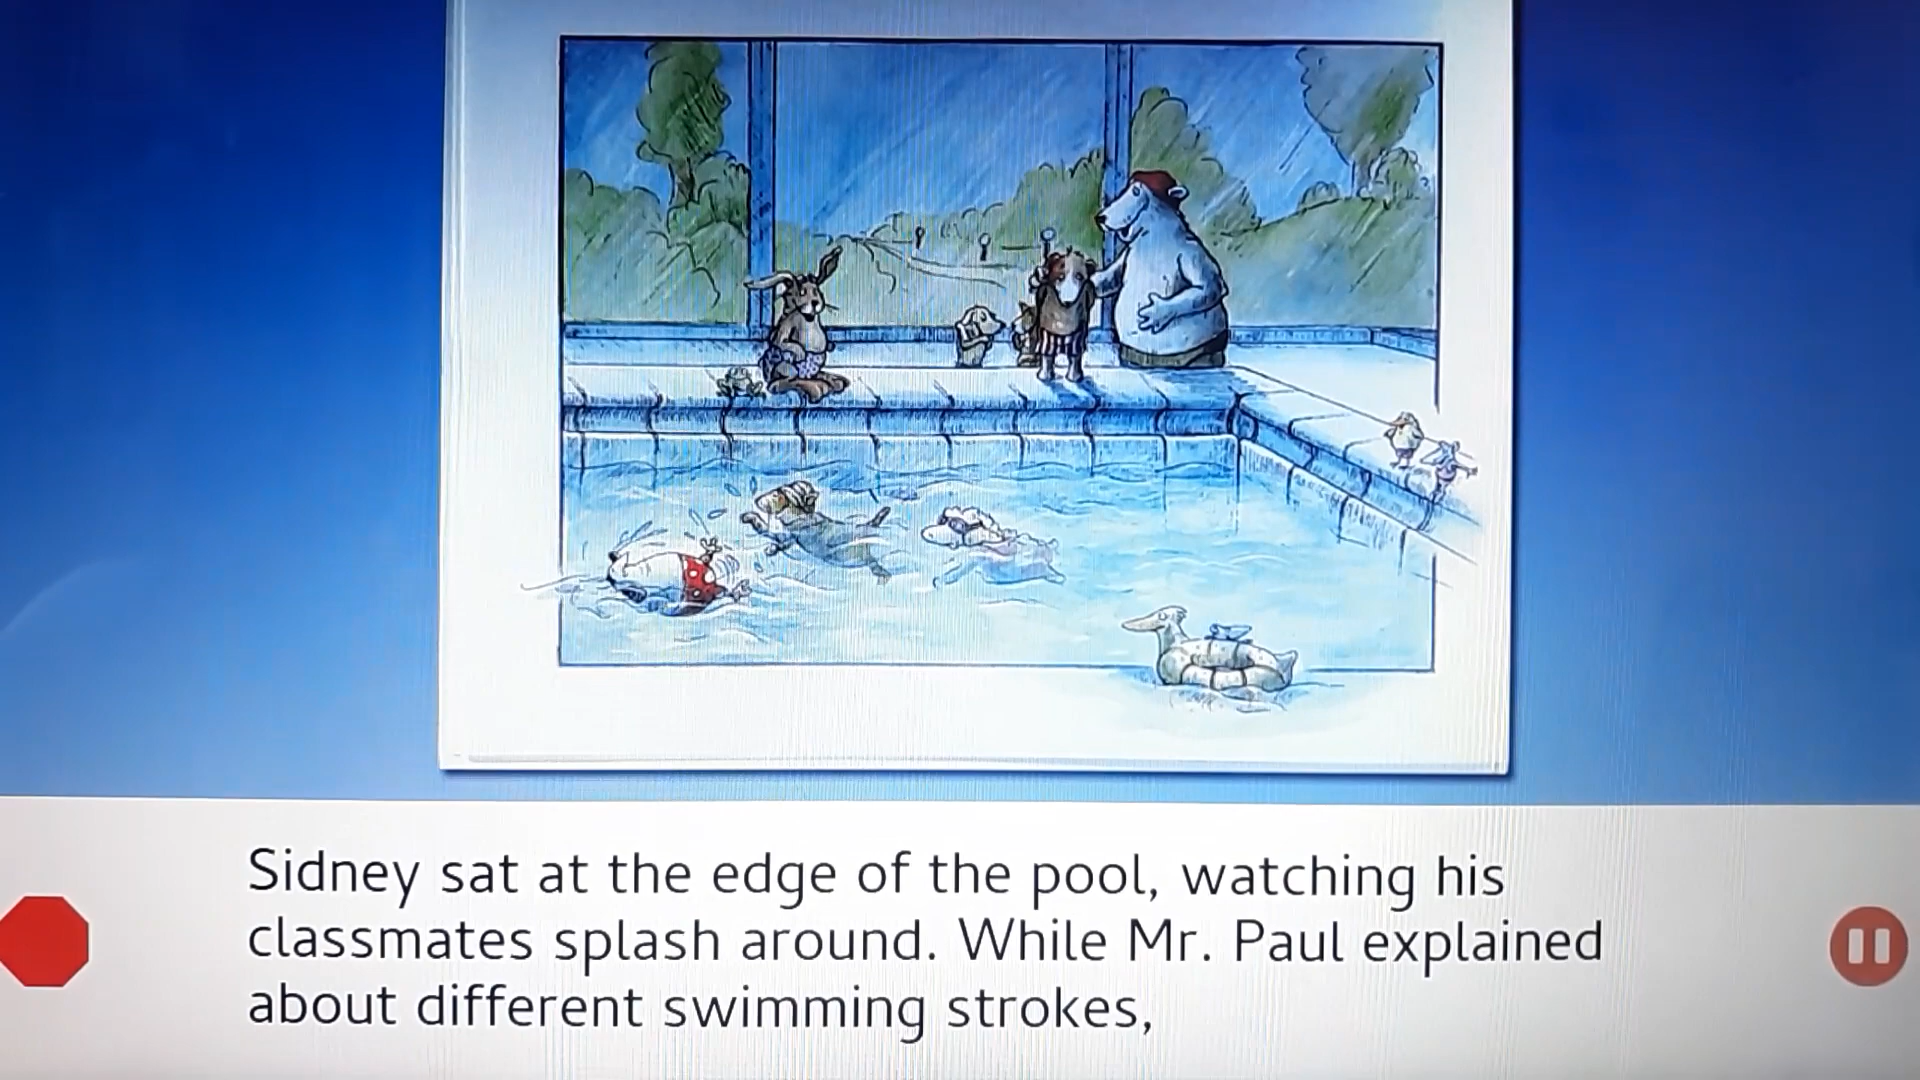 Sidney sat at the edge of the pool, watching his
classmates splash around. While Mr. Paul explained
about different swimming strokes,